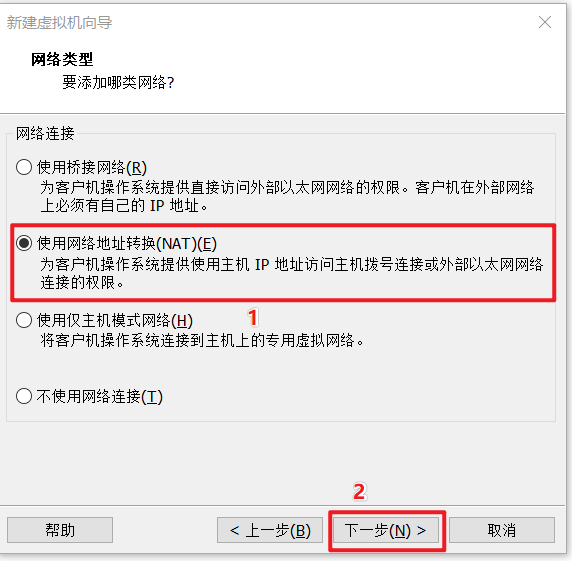 新建虚拟机向导
网络类型
要添加哪类网络?
网络连接
使用桥接网络(R)
为客户机操作系统提供直接访问外部以太网网络的权限。客户机在外部网络
上必须有自己的 IP 地址。
使用网络地址转换(NAT)(E)
为客户机操作系统提供使用主机 IP 地址访问主机拨号连接或外部以太网网络
连接的权限。
使用仅主机模式网络(H)
1
将客户机操作系统连接到主机上的专用虚拟网络。
不使用网络连接(T)
2
帮助
< 上一步(B)
下一步(N) >
取消